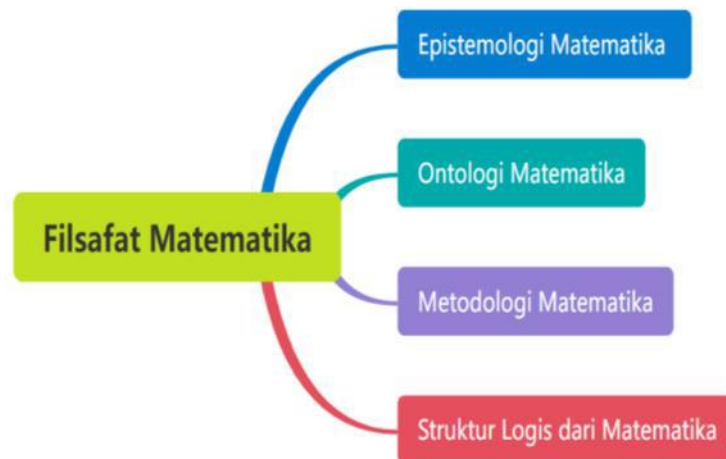 Epistemologi Matematika
Ontologi Matematika
Filsafat Matematika
Metodologi Matematika
Struktur Logis dari Matematika